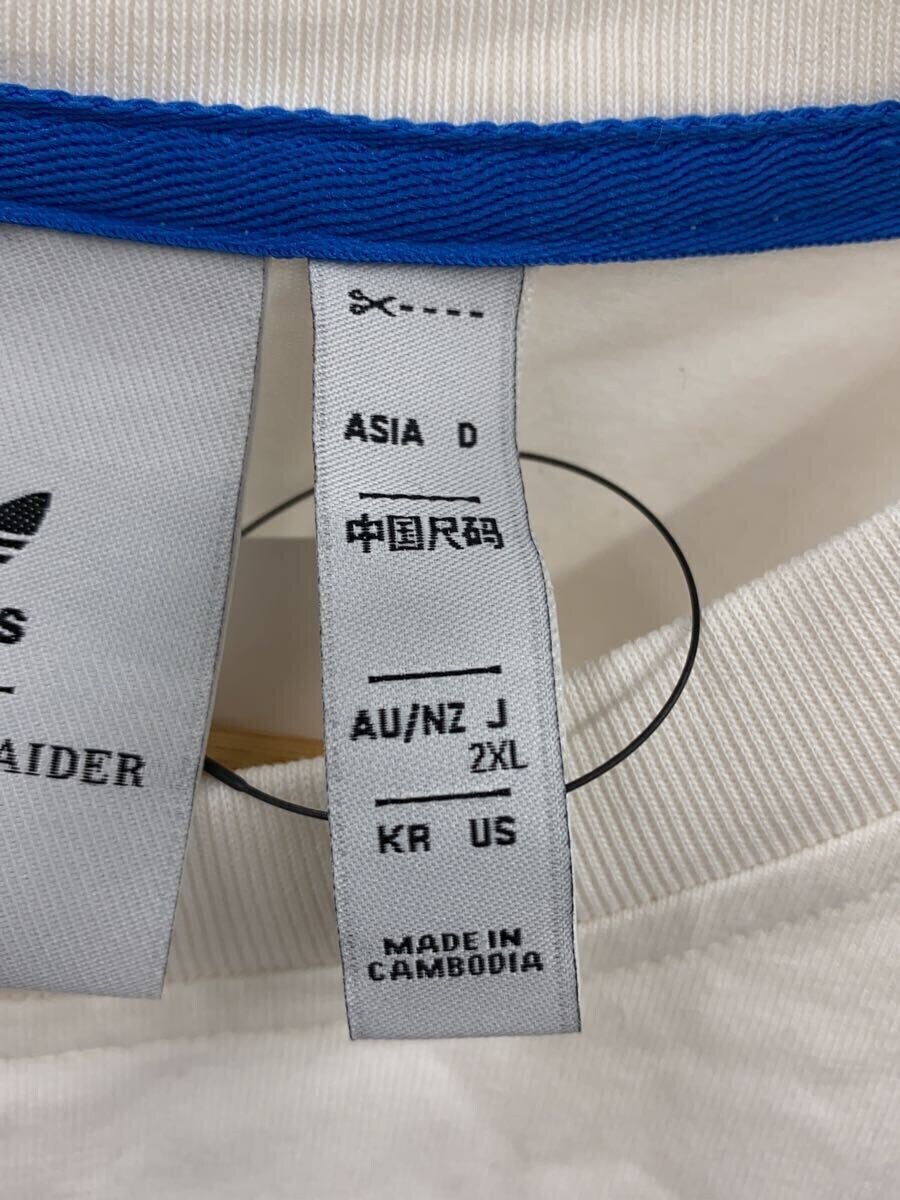 ASIA D
中国尺码
AU/NZ J
2XL
KR US
MADE IN
CAMBODIA
S
AIDER